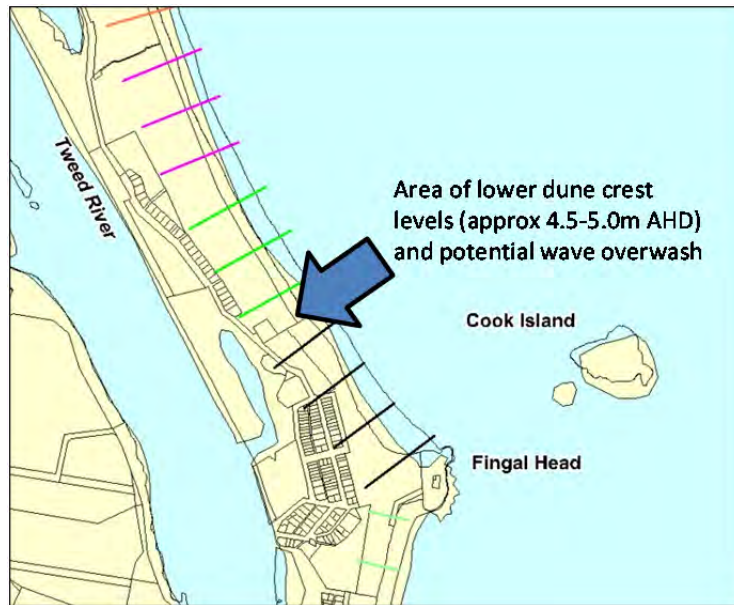 Tweed River
Area of lower dune crest
levels (approx 4.5-5.0m AHD)
and potential wave overwash
Cook Island
Fingal Head